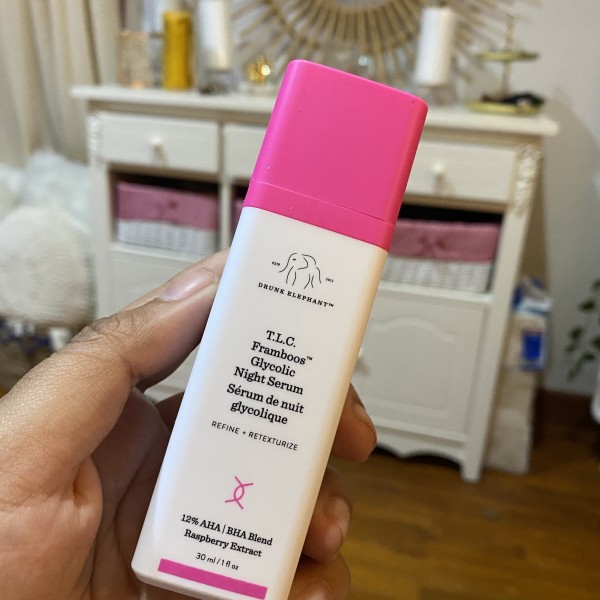 DRUNK ELEPHANT™
T.L.C.
Framboos™
Glycolic
Night Serum
Sérum de nuit
glycolique
REFINE + RETEXTURIZE
12% AHA | BHA Blend
Raspberry Extract
30 ml / 1 fl oz